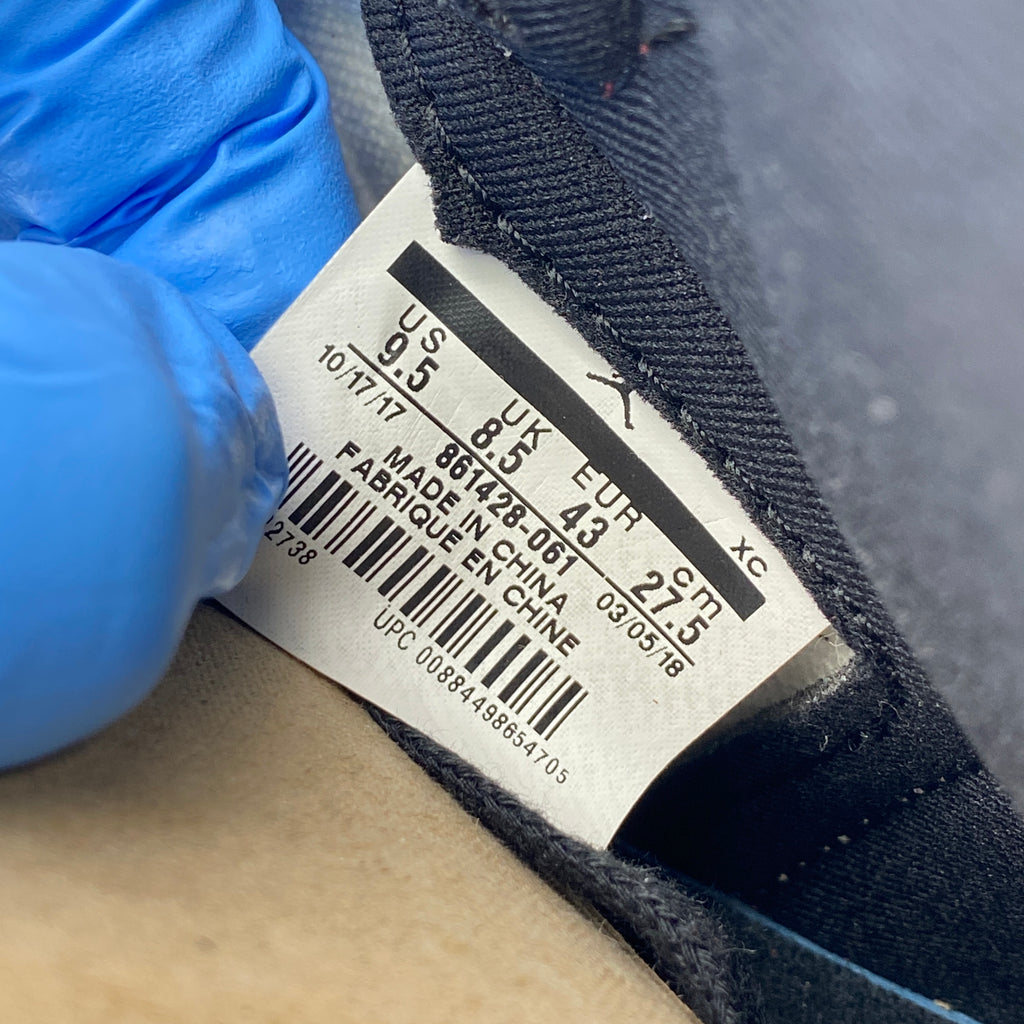 XC
US UK EUR cm
9.5 8.5 43 27.5
10/17/17 861428-061 03/05/18
MADE IN CHINA
FABRIQUE EN CHINE
2738
UPC 00884498654705